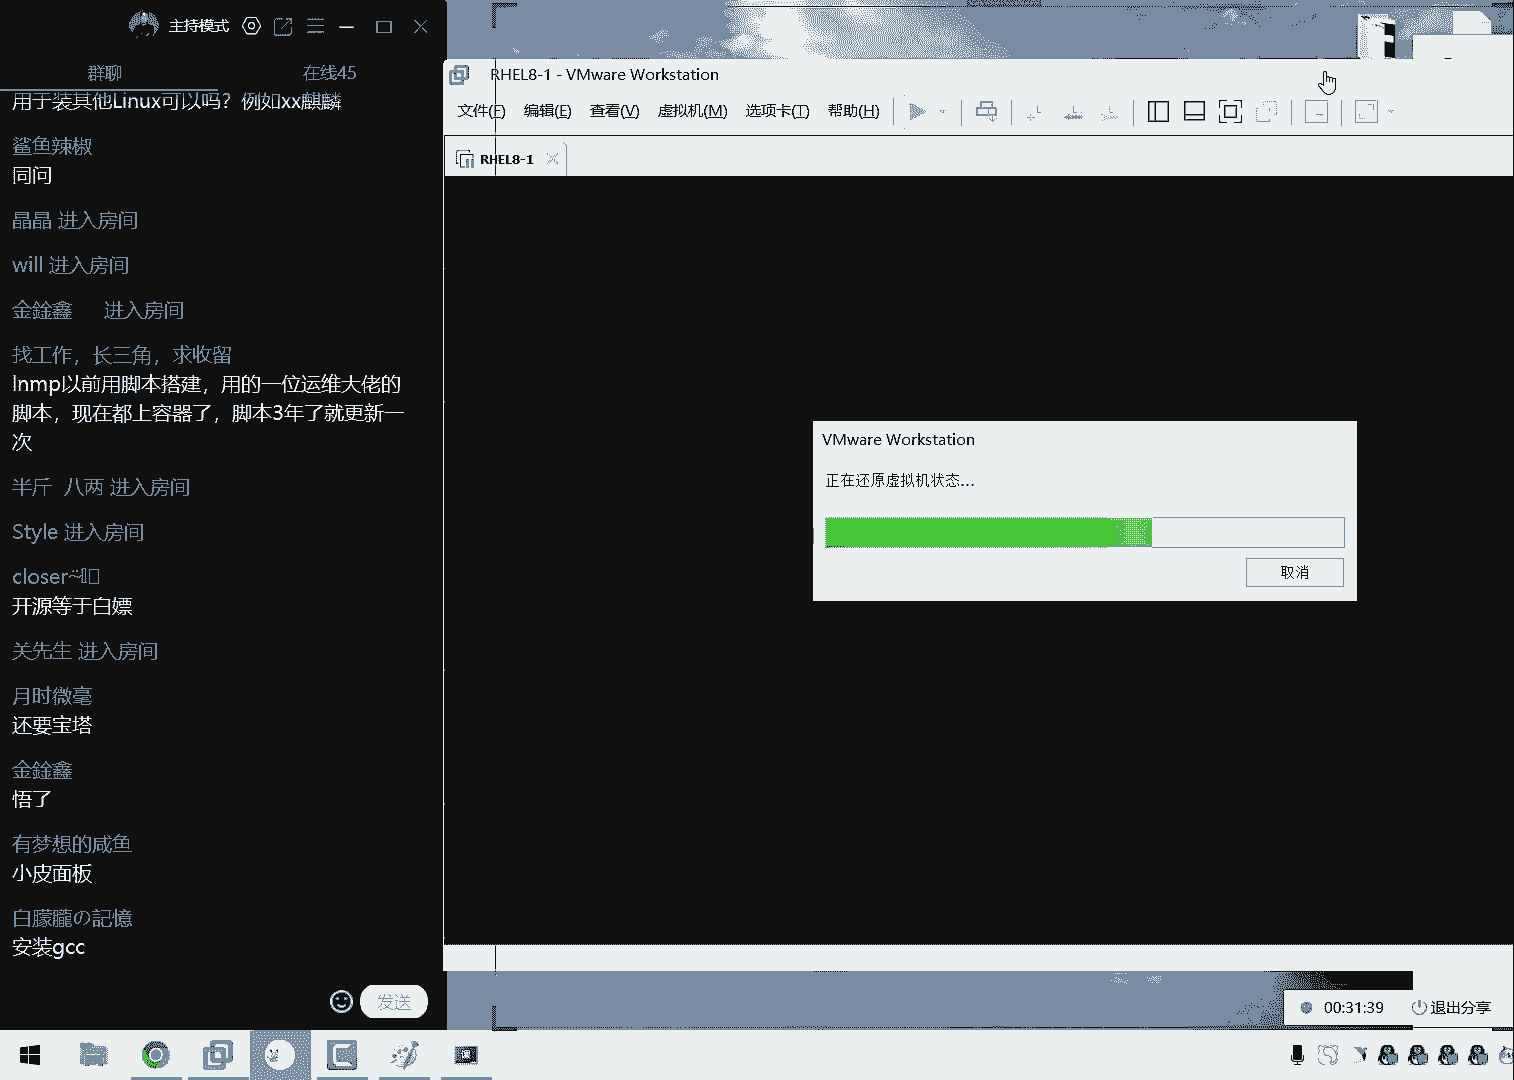 主持模式
群聊
在线45
用于装其他Linux可以吗？例如xx麒麟
鲨鱼辣椒
同问
晶晶 进入房间
will 进入房间
金銓鑫 进入房间
找工作，长三角，求收留
lnmp以前用脚本搭建，用的一位运维大佬的
脚本，现在都上容器了，脚本3年了就更新一
次
半斤 八两 进入房间
Style 进入房间
closer
开源等于白嫖
关先生 进入房间
月时微毫
还要宝塔
金銓鑫
悟了
有梦想的咸鱼
小皮面板
白朦朧の記憶
安装gcc
发送
RHEL8-1 - VMware Workstation
文件(F) 编辑(E) 查看(V) 虚拟机(M) 选项卡(T) 帮助(H)
RHEL8-1
VMware Workstation
正在还原虚拟机状态...
取消
00:31:39 退出分享